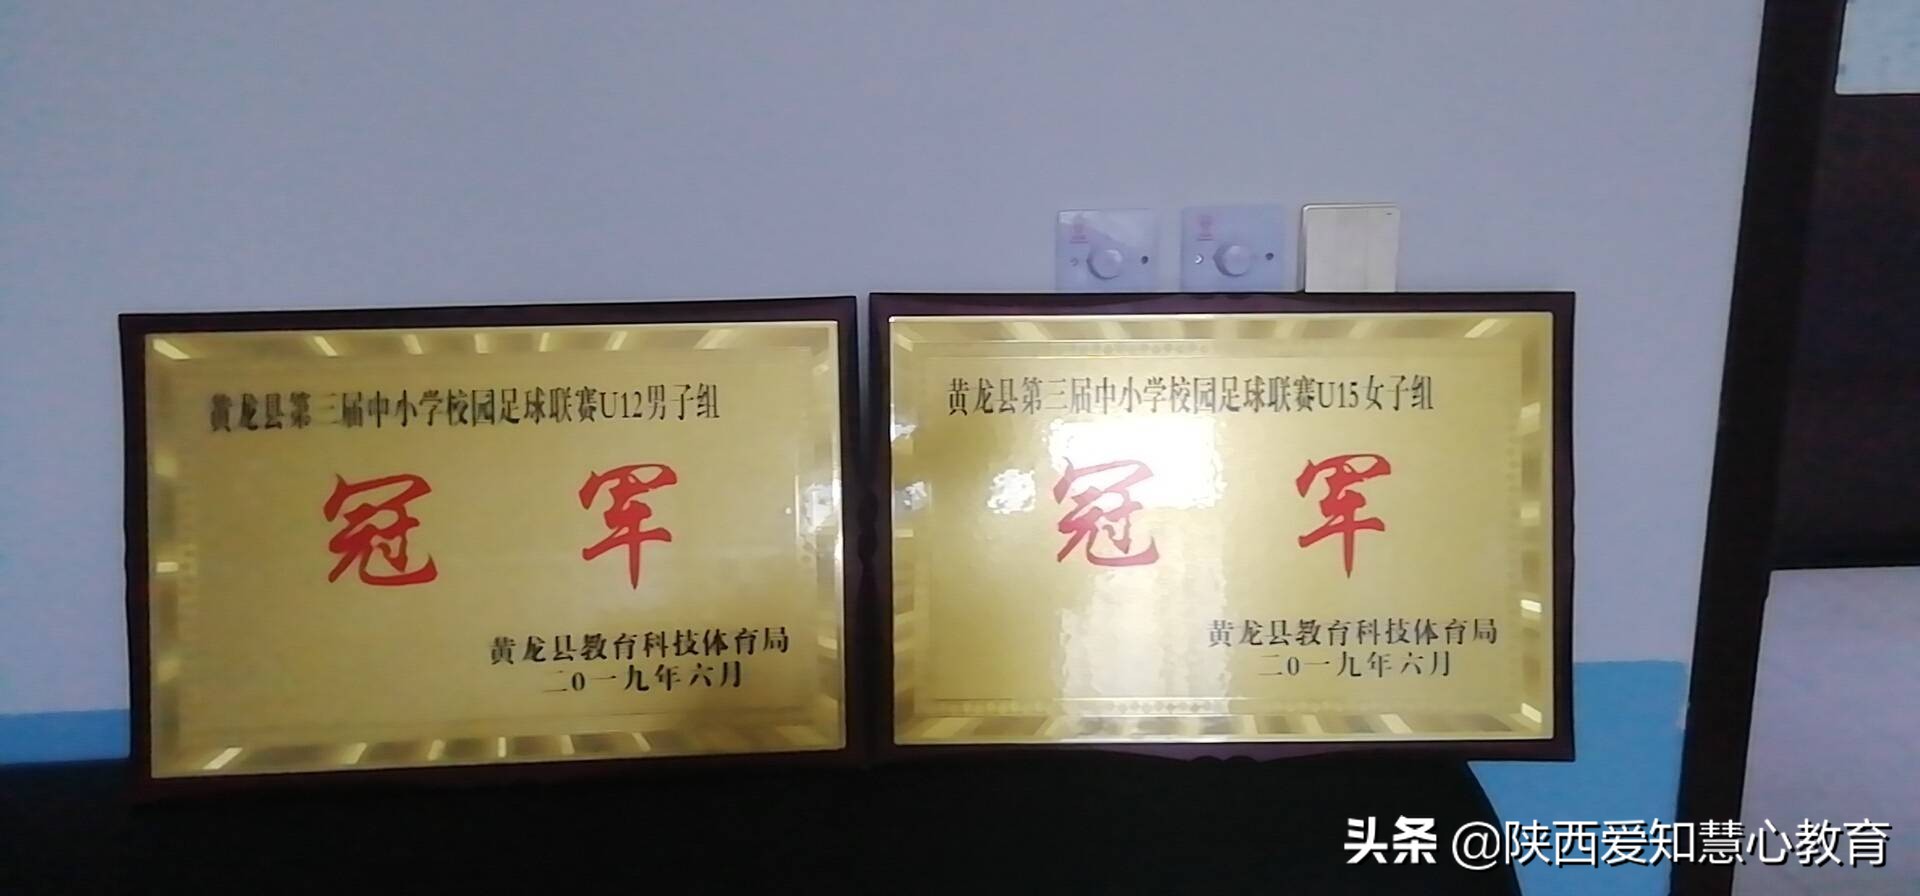 黄龙县第三届中小学校园足球联赛U12男子组
冠 军
黄龙县教育科技体育局
二0一九年六月
黄龙县第三届中小学校园足球联赛U15女子组
冠 军
黄龙县教育科技体育局
二0一九年六月
头条 @陕西爱知慧心教育